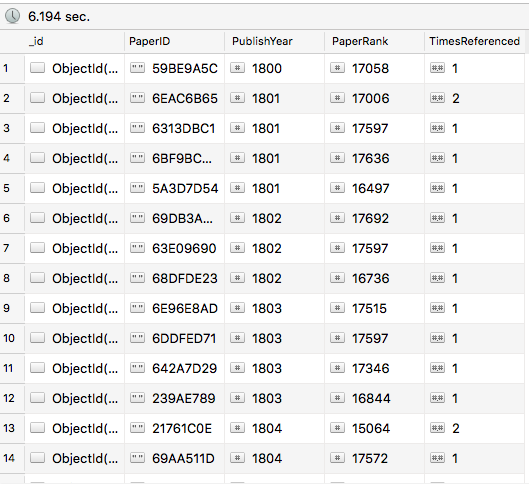 6.194 sec.
_id PaperID PublishYear PaperRank TimesReferenced
1 ObjectId(... "" 59BE9A5C # 1800 # 17058 #.# 1
2 ObjectId(... "" 6EAC6B65 # 1801 # 17006 #.# 2
3 ObjectId(... "" 6313DBC1 # 1801 # 17597 #.# 1
4 ObjectId(... "" 6BF9BC... # 1801 # 17636 #.# 1
5 ObjectId(... "" 5A3D7D54 # 1801 # 16497 #.# 1
6 ObjectId(... "" 69DB3A... # 1802 # 17692 #.# 1
7 ObjectId(... "" 63E09690 # 1802 # 17597 #.# 1
8 ObjectId(... "" 68DFDE23 # 1802 # 16736 #.# 1
9 ObjectId(... "" 6E96E8AD # 1803 # 17515 #.# 1
10 ObjectId(... "" 6DDFED71 # 1803 # 17597 #.# 1
11 ObjectId(... "" 642A7D29 # 1803 # 17346 #.# 1
12 ObjectId(... "" 239AE789 # 1803 # 16844 #.# 1
13 ObjectId(... "" 21761C0E # 1804 # 15064 #.# 2
14 ObjectId(... "" 69AA511D # 1804 # 17572 #.# 1